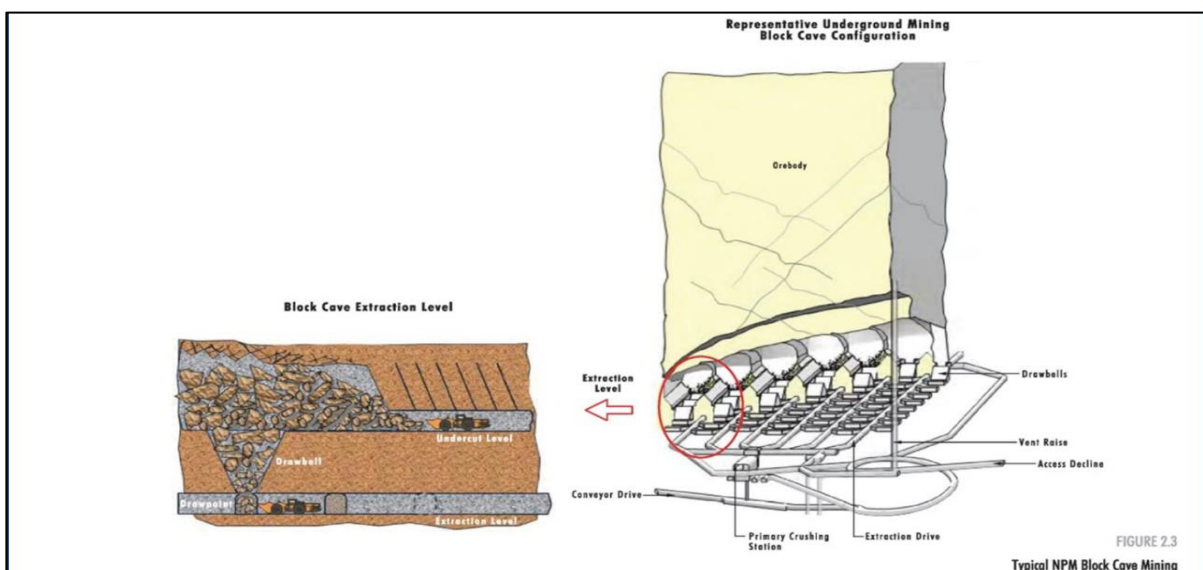 Representative Underground Mining
Block Cave Configuration
Orebody
Block Cave Extraction Level
Extraction
Level
Drawbells
Undercut Level
Drawbell
Vent Raise
Access Decline
Drawpoint
Conveyor Drive
Extraction Level
Primary Crushing
Station
Extraction Drive
FIGURE 2.3
Typical NPM Block Cave Mining